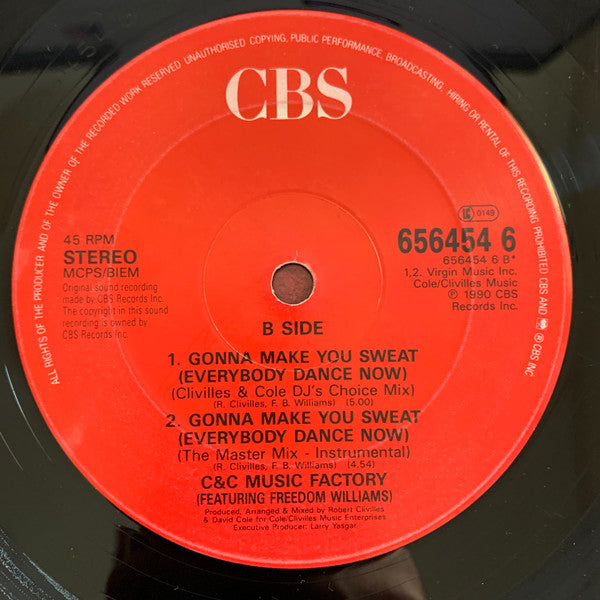 ALL RIGHTS OF THE PRODUCER AND OF THE OWNER OF THE RECORDED WORK RESERVED UNAUTHORISED COPYING, PUBLIC PERFORMANCE, BROADCASTING, HIRING OR RENTAL OF THIS RECORDING PROHIBITED CBS AND ® CBS INC
CBS
45 RPM
STEREO
MCPS/BIEM
Original sound recording
made by CBS Records Inc.
The copyright in this sound
recording is owned by
CBS Records Inc.
LC 0149
656454 6
656454 6 B*
1.2. Virgin Music Inc.
Cole/Clivilles Music
℗ 1990 CBS
Records Inc.
B SIDE
1. GONNA MAKE YOU SWEAT
(EVERYBODY DANCE NOW)
(Clivilles & Cole DJ's Choice Mix)
(R. Clivilles, F. B. Williams) (5.00)
2. GONNA MAKE YOU SWEAT
(EVERYBODY DANCE NOW)
(The Master Mix - Instrumental)
(R. Clivilles, F. B. Williams) (4.54)
C&C MUSIC FACTORY
(FEATURING FREEDOM WILLIAMS)
Produced, Arranged & Mixed by Robert Clivilles
& David Cole for Cole/Clivilles Music Enterprises
Executive Producer: Larry Yasgar